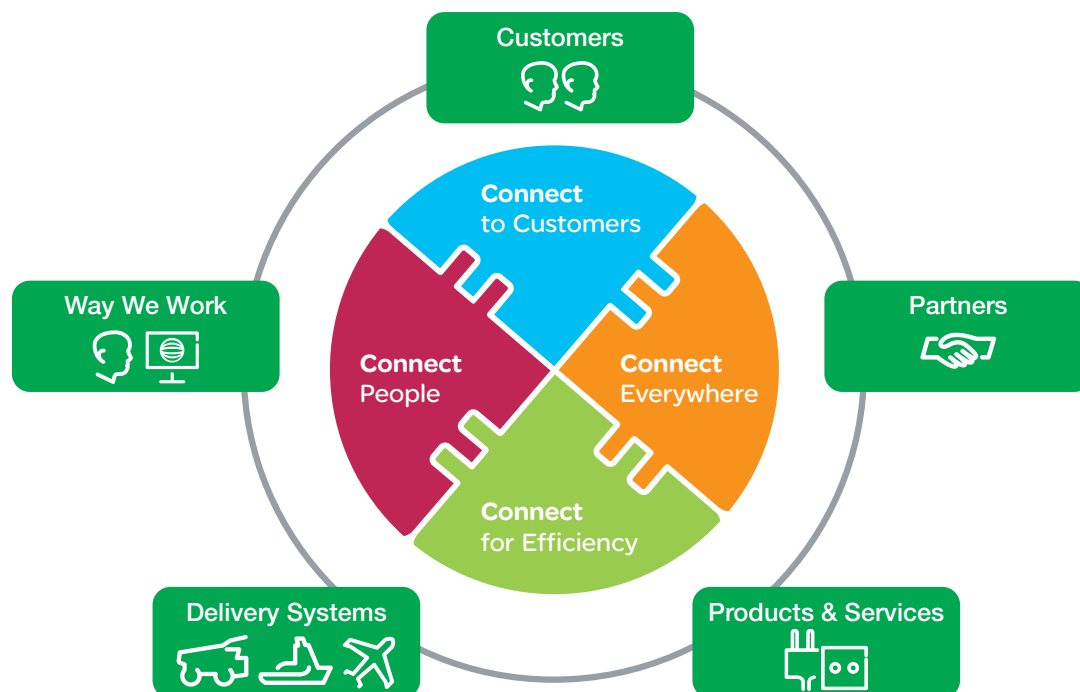 Customers
Connect
to Customers
Way We Work
Partners
Connect
People
Connect
Everywhere
Connect
for Efficiency
Delivery Systems
Products & Services